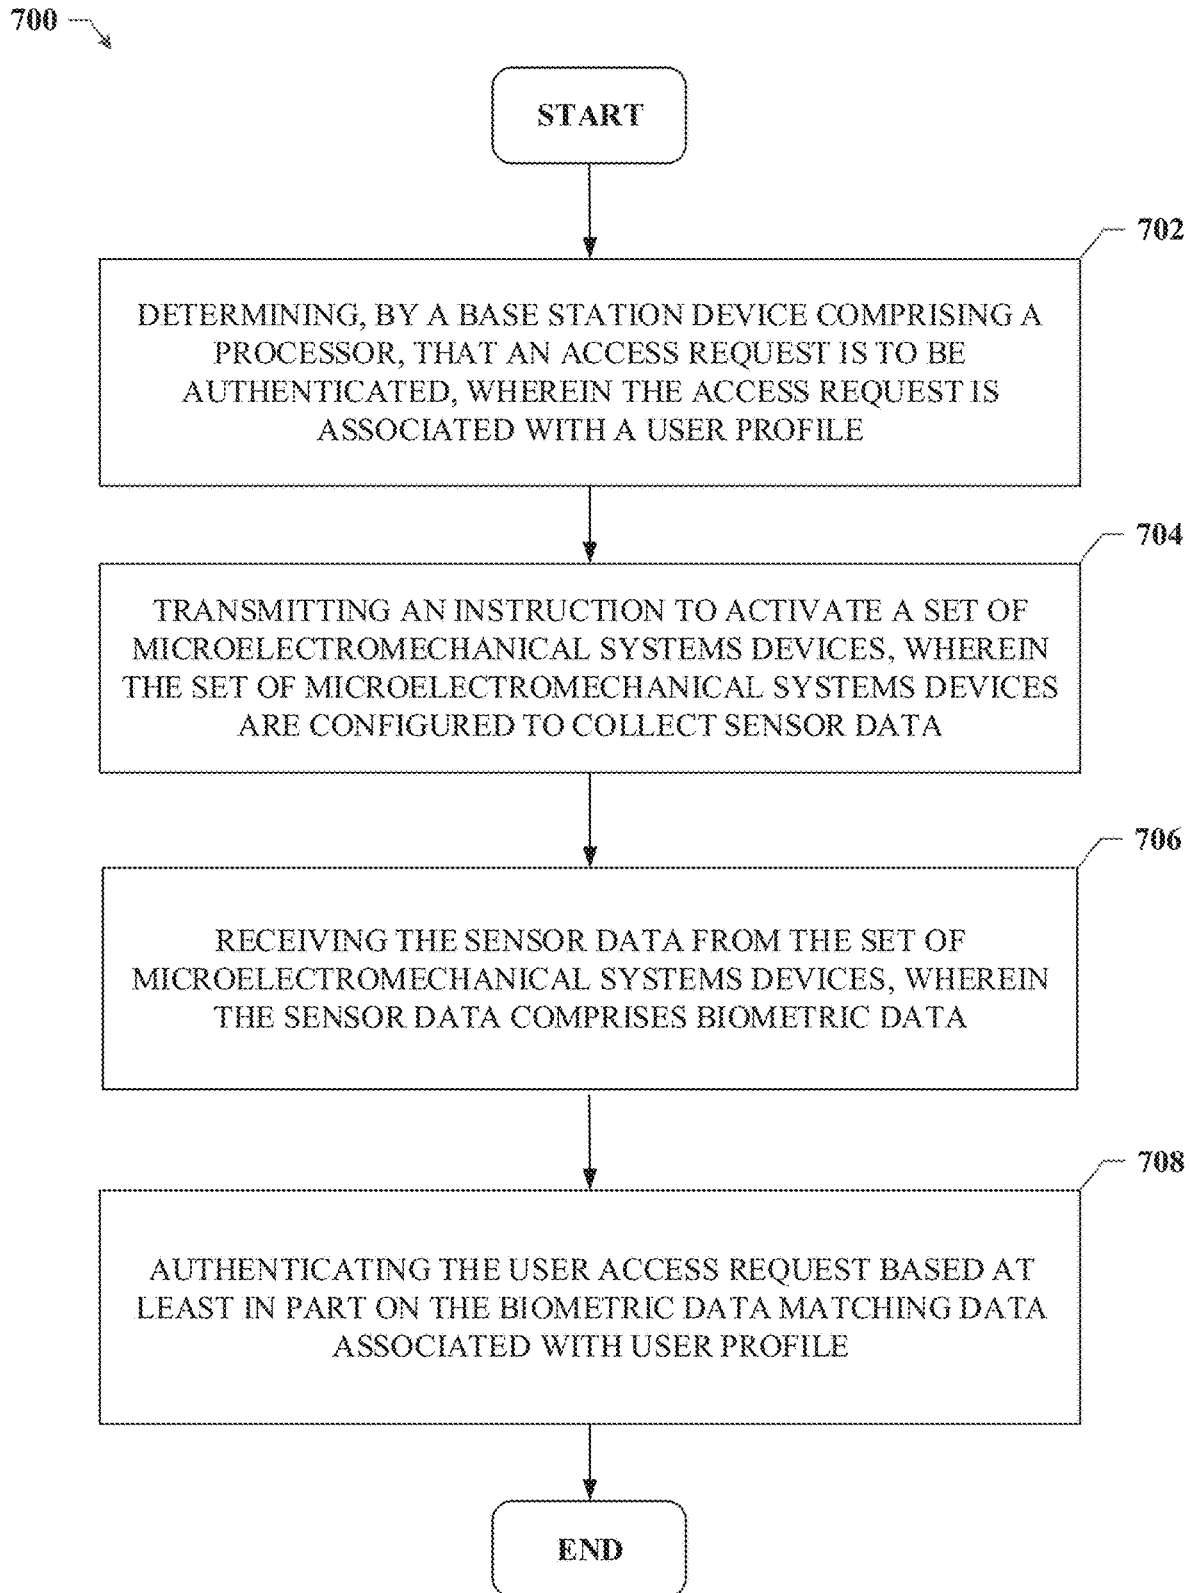 700
START
702
DETERMINING, BY A BASE STATION DEVICE COMPRISING A
PROCESSOR, THAT AN ACCESS REQUEST IS TO BE
AUTHENTICATED, WHEREIN THE ACCESS REQUEST IS
ASSOCIATED WITH A USER PROFILE
704
TRANSMITTING AN INSTRUCTION TO ACTIVATE A SET OF
MICROELECTROMECHANICAL SYSTEMS DEVICES, WHEREIN
THE SET OF MICROELECTROMECHANICAL SYSTEMS DEVICES
ARE CONFIGURED TO COLLECT SENSOR DATA
706
RECEIVING THE SENSOR DATA FROM THE SET OF
MICROELECTROMECHANICAL SYSTEMS DEVICES, WHEREIN
THE SENSOR DATA COMPRISES BIOMETRIC DATA
708
AUTHENTICATING THE USER ACCESS REQUEST BASED AT
LEAST IN PART ON THE BIOMETRIC DATA MATCHING DATA
ASSOCIATED WITH USER PROFILE
END